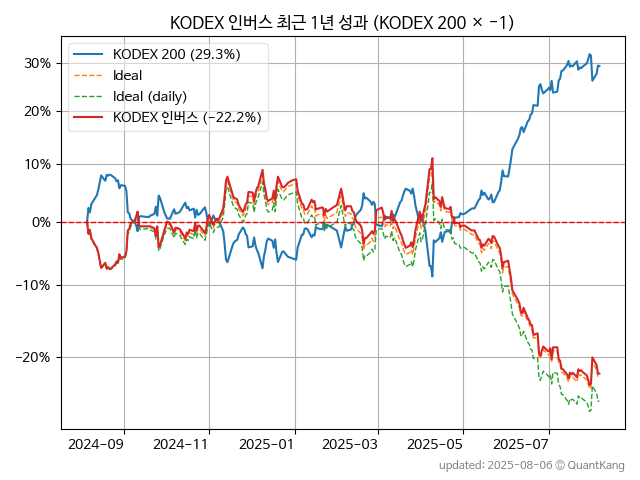 KODEX 인버스 최근 1년 성과 (KODEX 200 × -1)
KODEX 200 (29.3%)
Ideal
Ideal (daily)
KODEX 인버스 (-22.2%)
30%
20%
10%
0%
-10%
-20%
2024-09 2024-11 2025-01 2025-03 2025-05 2025-07
updated: 2025-08-06 © QuantKang